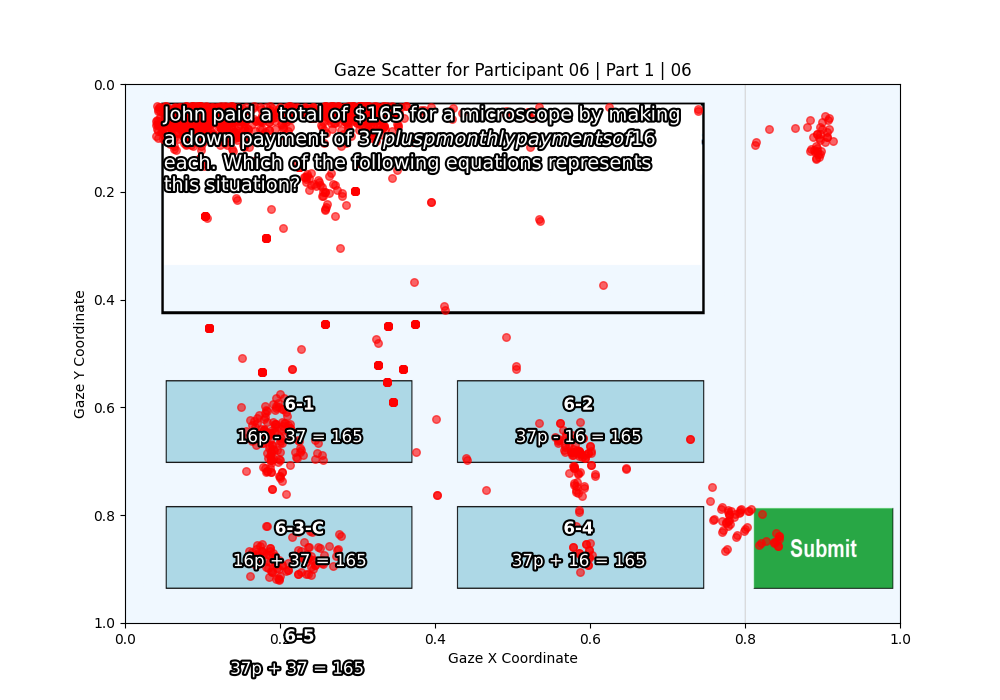 Gaze Scatter for Participant 06 | Part 1 | 06
0.0
John paid a total of $165 for a microscope by making
a down payment of 37pluspmonthlypaymentsof16
each. Which of the following equations represents
this situation?
0.2
0.4
Gaze Y Coordinate
0.6
6-1
16p - 37 = 165
6-2
37p - 16 = 165
0.8
6-3-C
16p + 37 = 165
6-4
37p + 16 = 165
Submit
1.0
0.0 0.2 0.4 0.6 0.8 1.0
6-5
37p + 37 = 165
Gaze X Coordinate